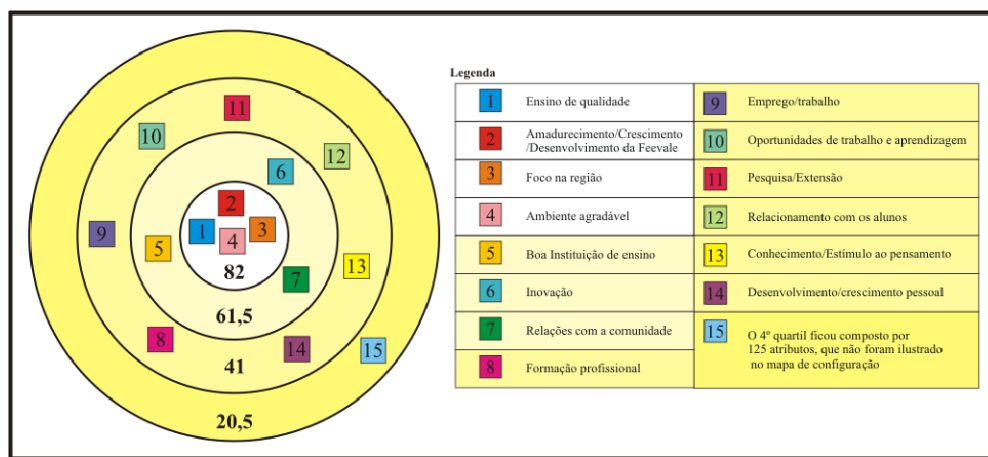 11
10
12
6
2
1
3
9
4
5
13
82
7
61,5
8
14
15
41
20,5
Legenda
1 Ensino de qualidade
2 Amadurecimento/Crescimento
/Desenvolvimento da Feevale
3 Foco na região
4 Ambiente agradável
5 Boa Instituição de ensino
6 Inovação
7 Relações com a comunidade
8 Formação profissional
9 Emprego/trabalho
10 Oportunidades de trabalho e aprendizagem
11 Pesquisa/Extensão
12 Relacionamento com os alunos
13 Conhecimento/Estímulo ao pensamento
14 Desenvolvimento/crescimento pessoal
15 O 4º quartil ficou composto por
125 atributos, que não foram ilustrado
no mapa de configuração